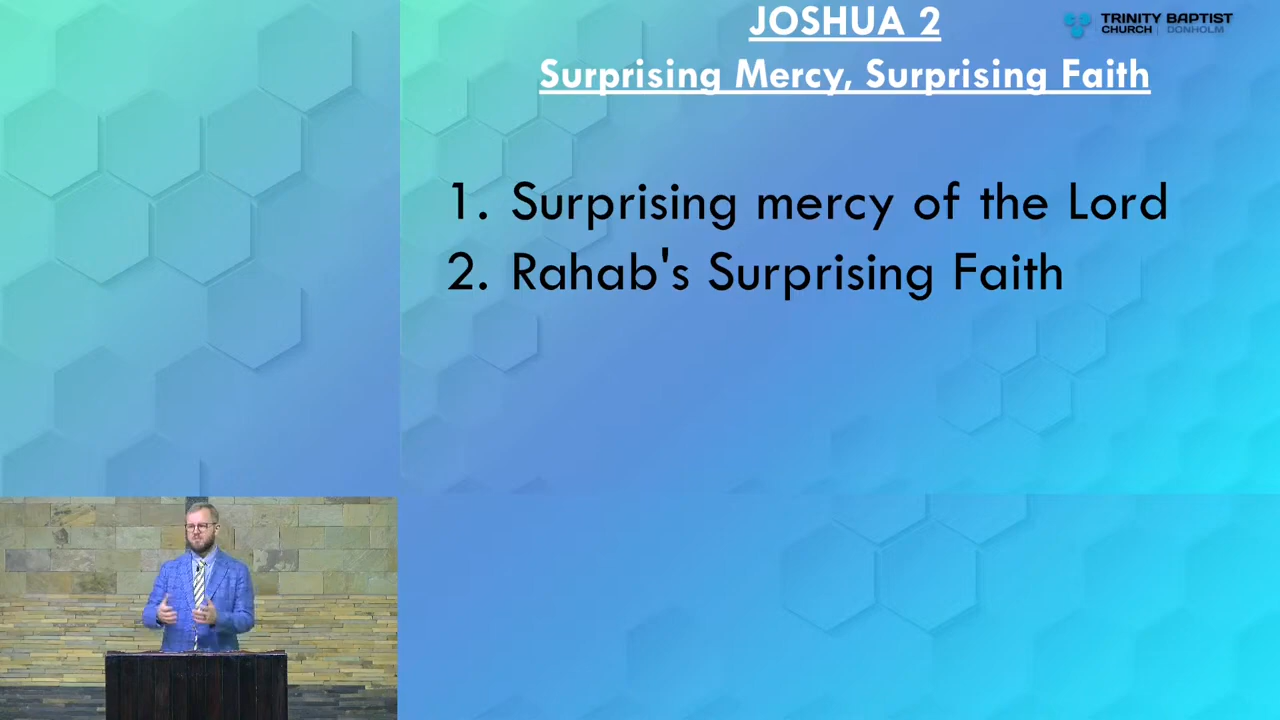 JOSHUA 2
TRINITY BAPTIST
CHURCH | DONHOLM
Surprising Mercy, Surprising Faith
1. Surprising mercy of the Lord
2. Rahab's Surprising Faith